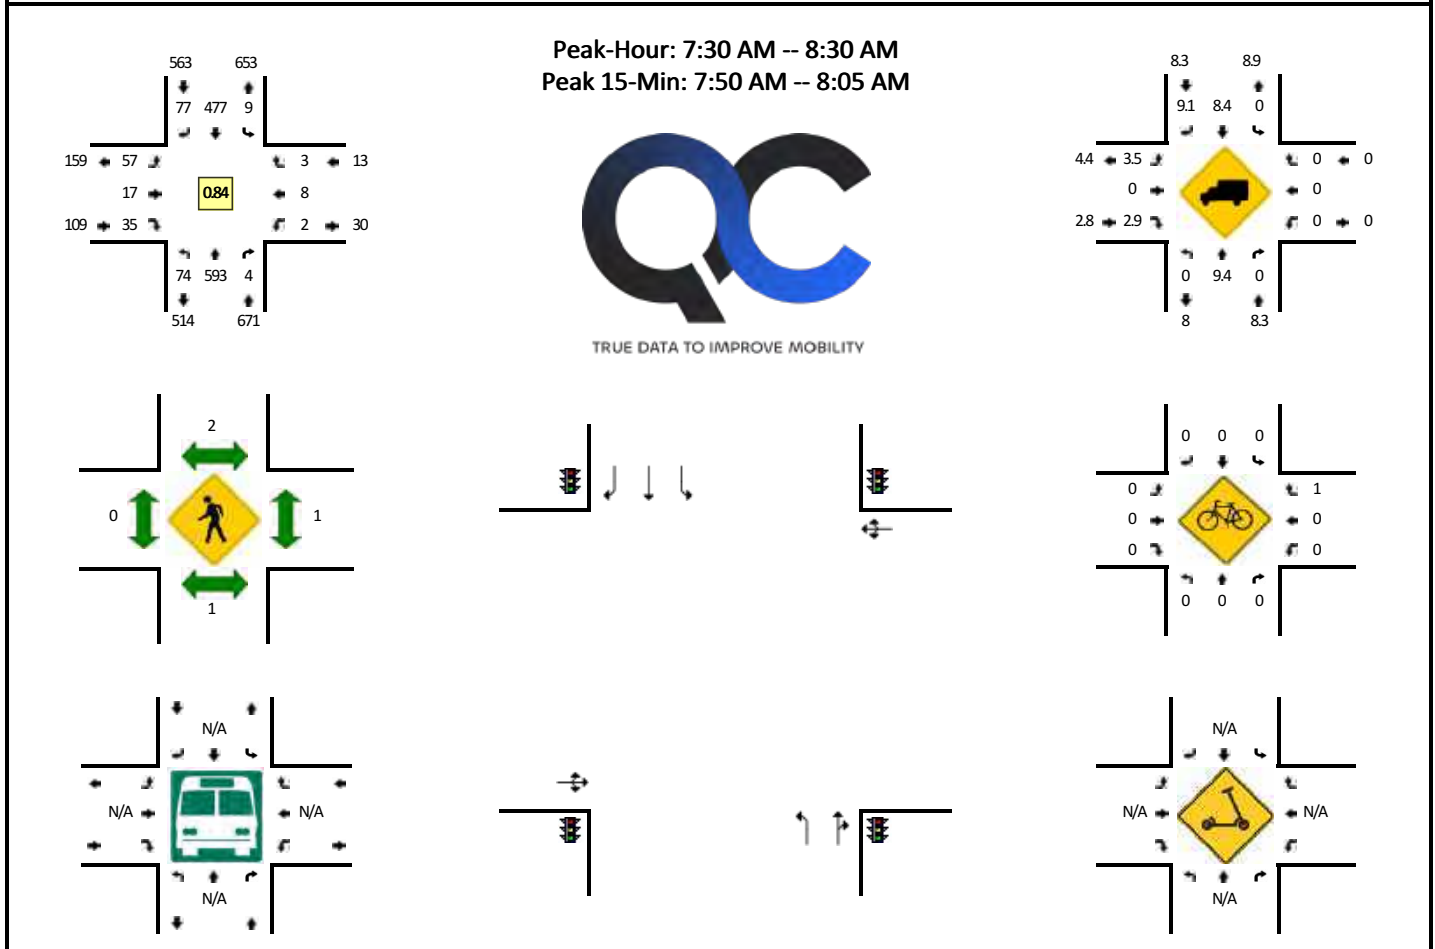 Peak-Hour: 7:30 AM -- 8:30 AM
Peak 15-Min: 7:50 AM -- 8:05 AM
563 653
77 477 9
159 57 3 13
17 0.84 8
109 35 2 30
74 593 4
514 671
TRUE DATA TO IMPROVE MOBILITY
8.3 8.9
9.1 8.4 0
4.4 3.5 0 0
0 0
2.8 2.9 0 0
0 9.4 0
8 8.3
2
0 1
1
0 0 0
0 1
0 0
0 0
0 0 0
N/A
N/A N/A
N/A
N/A
N/A N/A
N/A